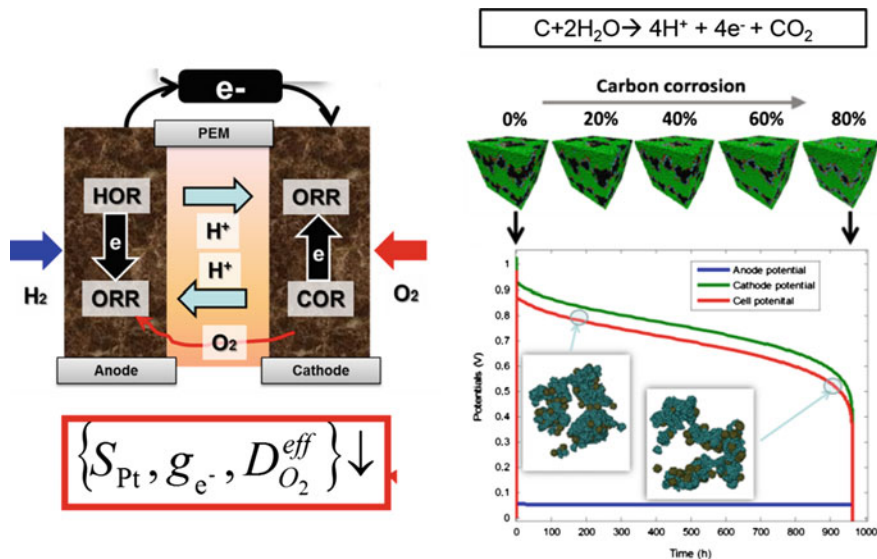 e-
PEM
HOR
ORR
H⁺
e
e
H⁺
ORR
COR
H₂
O₂
O₂
Anode
Cathode
{S_Pt, g_e⁻, D_O₂^eff}↓
C+2H₂O→ 4H⁺ + 4e⁻ + CO₂
Carbon corrosion
0% 20% 40% 60% 80%
Anode potential
Cathode potential
Cell potenital
Potentials (V)
1
0.9
0.8
0.7
0.6
0.5
0.4
0.3
0.2
0.1
0
0 100 200 300 400 500 600 700 800 900 1000
Time (h)